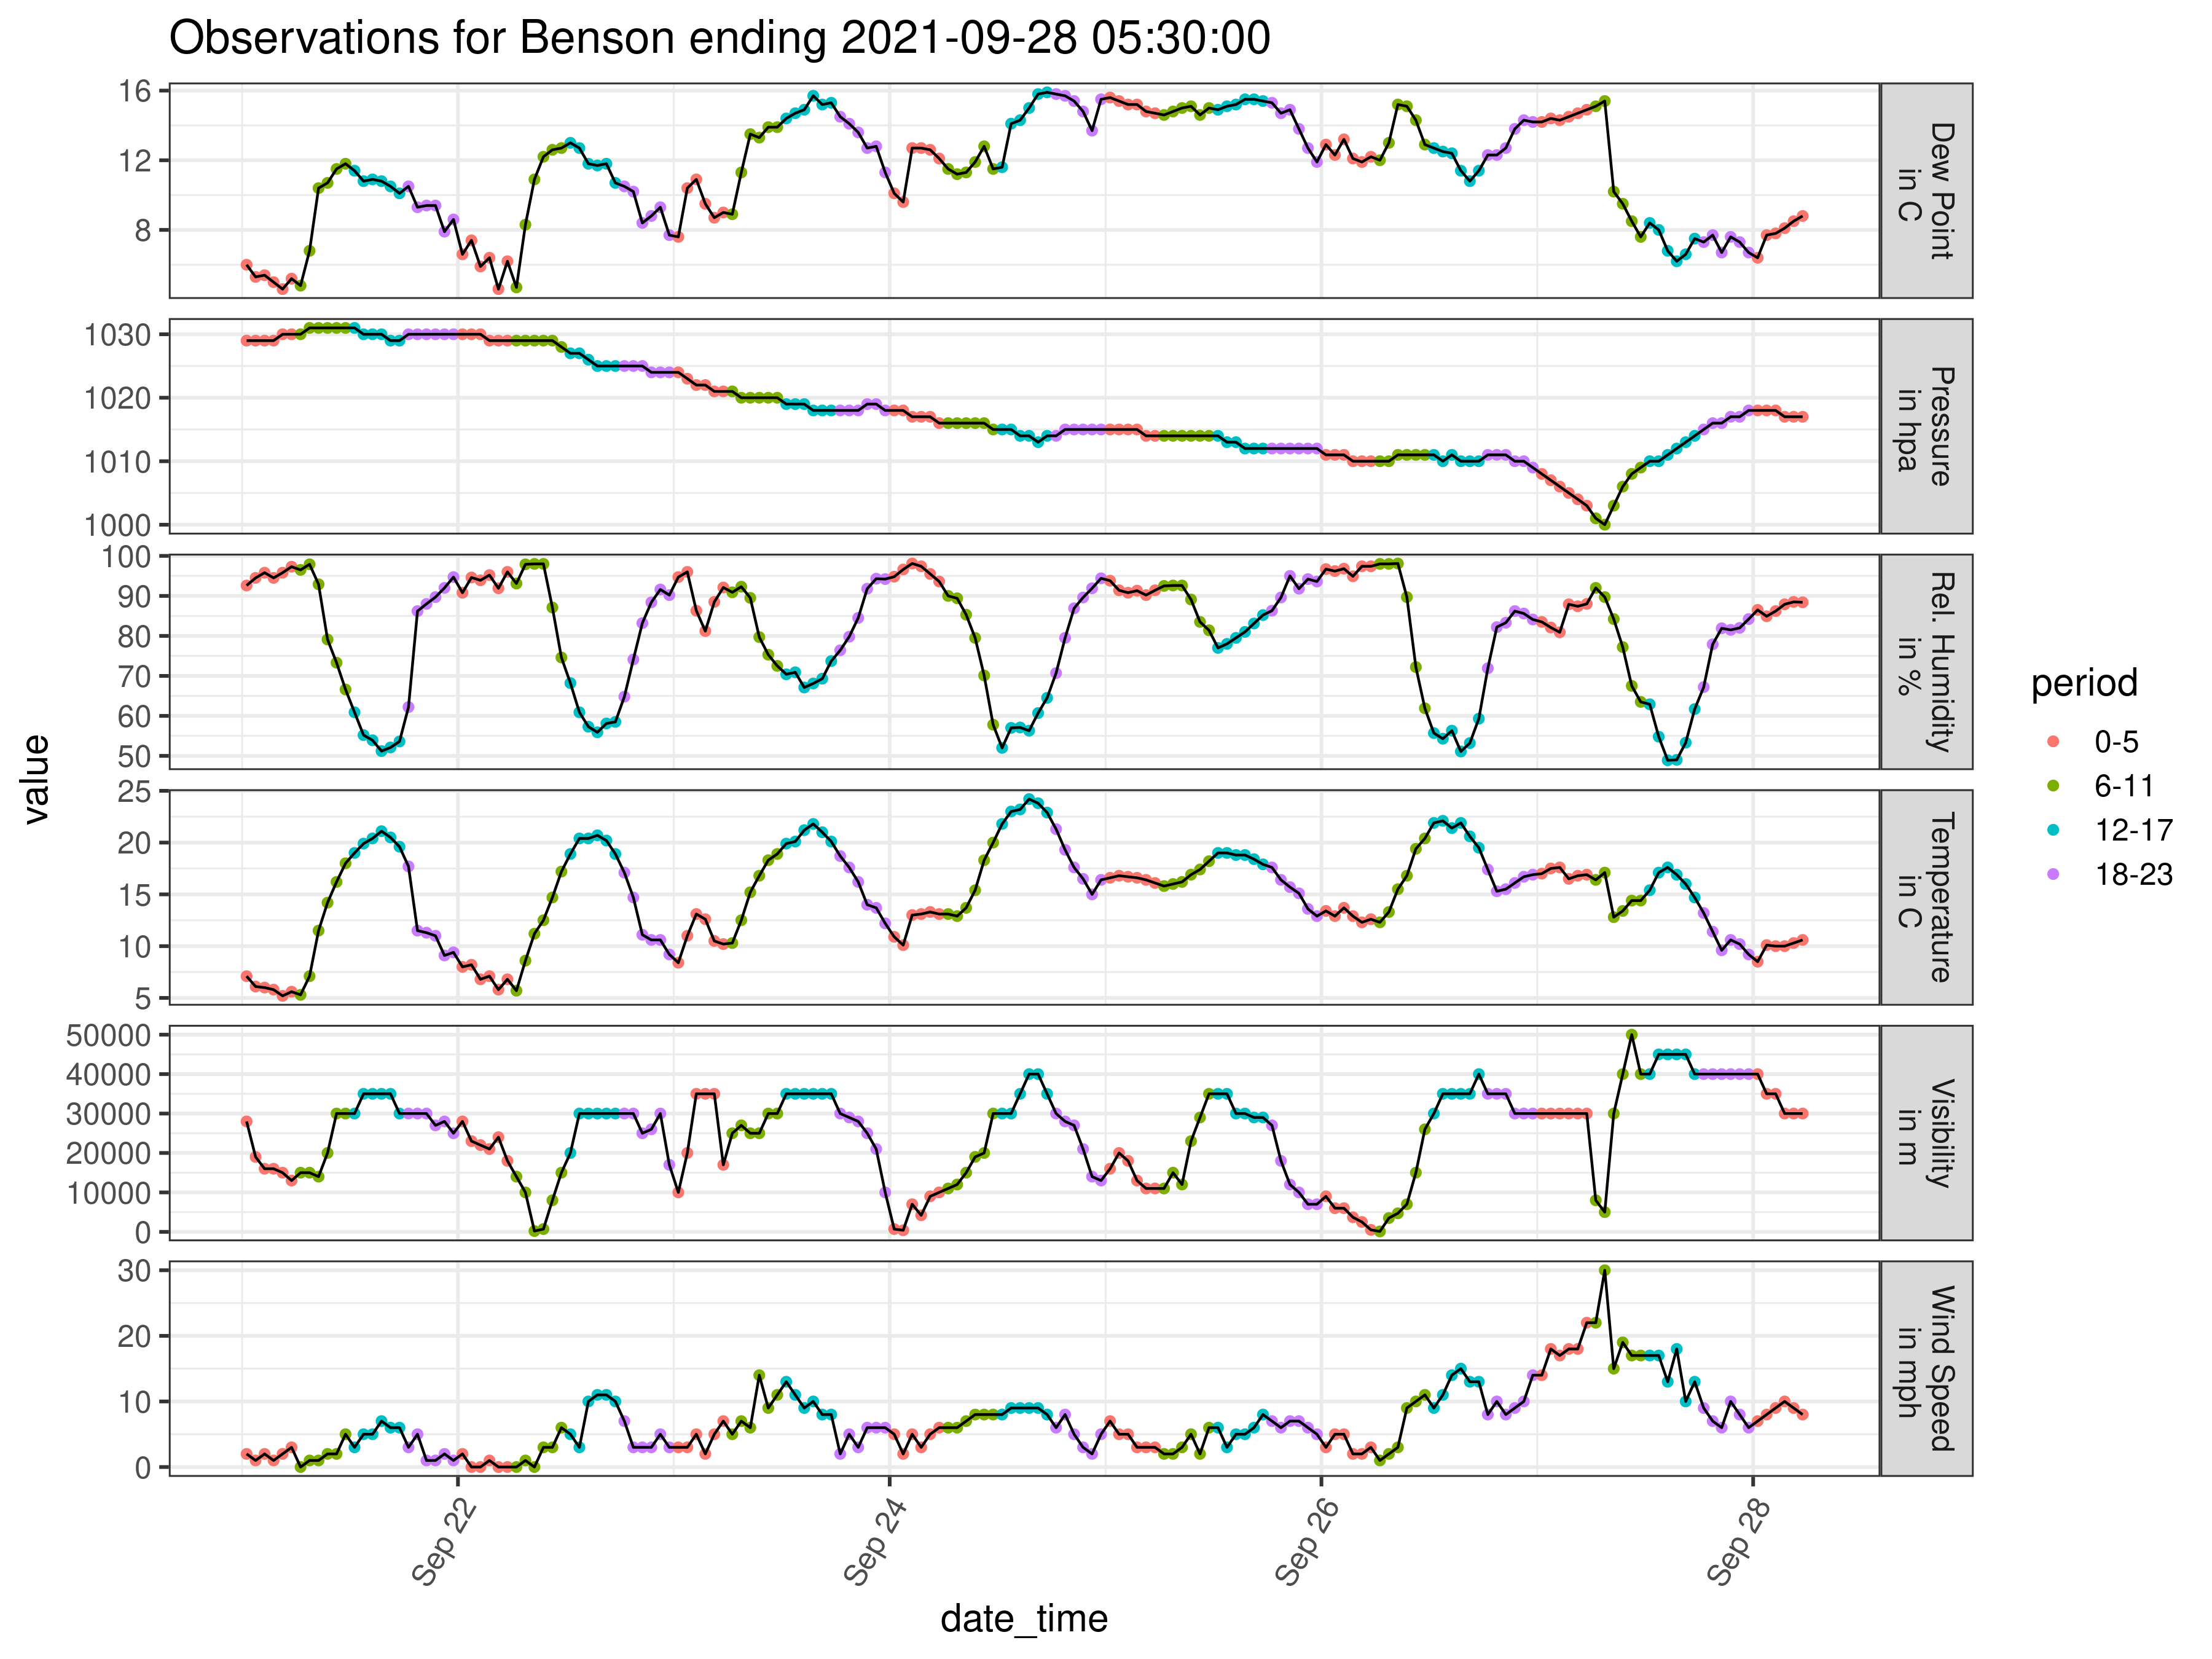 Observations for Benson ending 2021-09-28 05:30:00
value
16
12
8
Dew Point
in C
1030
1020
1010
1000
Pressure
in hpa
100
90
80
70
60
50
Rel. Humidity
in %
25
20
15
10
5
Temperature
in C
50000
40000
30000
20000
10000
0
Visibility
in m
30
20
10
0
Wind Speed
in mph
Sep 22
Sep 24
Sep 26
Sep 28
date_time
period
0-5
6-11
12-17
18-23